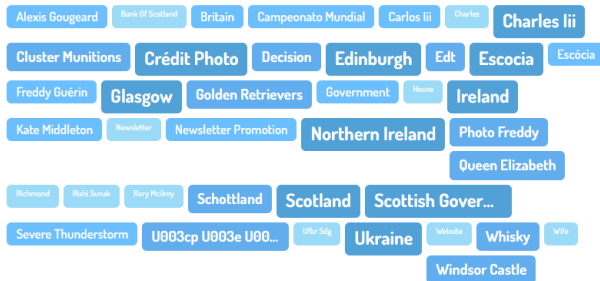 Alexis Gougeard Bank Of Scotland Britain Campeonato Mundial Carlos Iii Charles Charles Iii
Cluster Munitions Crédit Photo Decision Edinburgh Edt Escocia Escócia
Freddy Guérin Glasgow Golden Retrievers Government House Ireland
Kate Middleton Newsletter Newsletter Promotion Northern Ireland Photo Freddy
Queen Elizabeth
Richmond Rishi Sunak Rory Mcilroy Schottland Scotland Scottish Gover...
Severe Thunderstorm U003cp U003e U00... Ufbr Sdg Ukraine Website Whisky Wife
Windsor Castle